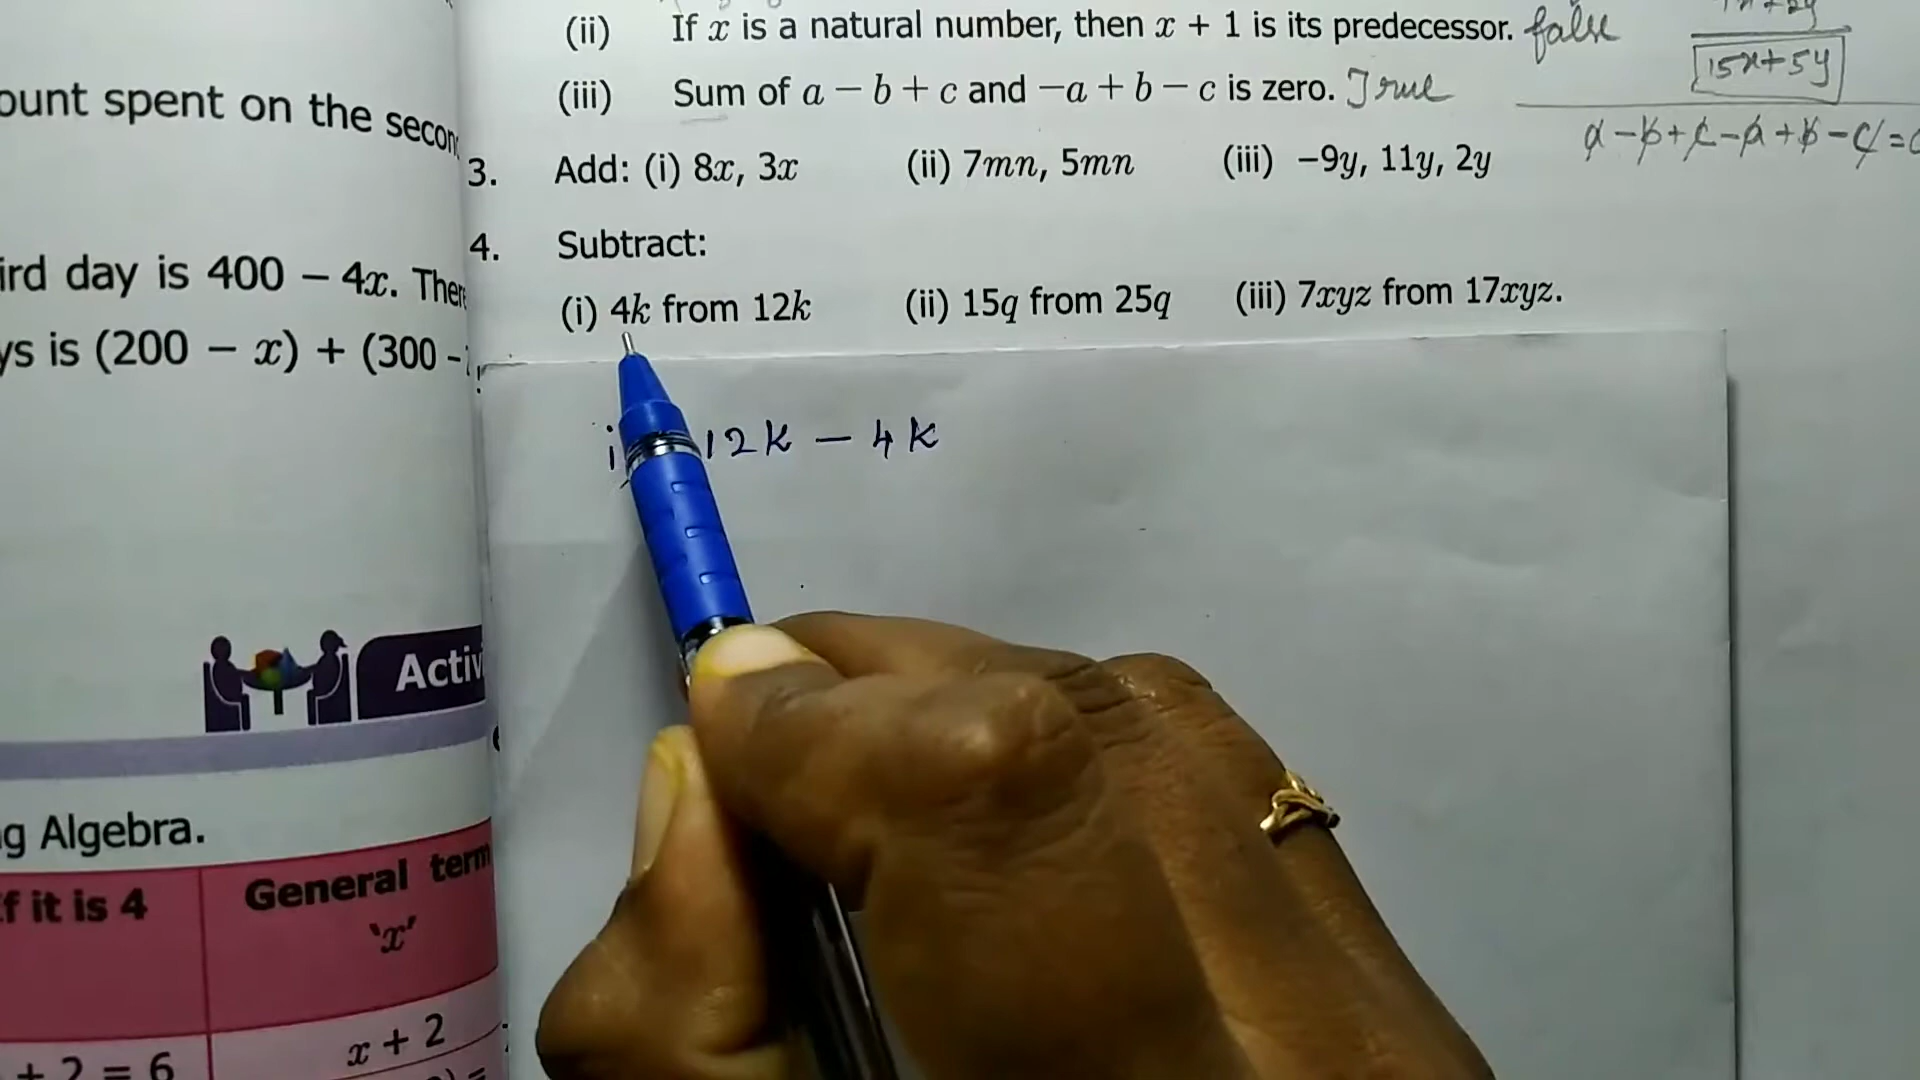 ount spent on the secon
ird day is 400 – 4x. There
ys is (200 – x) + (300 –
Activ
g Algebra.
f it is 4
General term
'x'
+ 2 = 6
x + 2
(ii) If x is a natural number, then x + 1 is its predecessor. false
15x+5y
(iii) Sum of a – b + c and –a + b – c is zero. True
a-b+c-a+b-c=0
3. Add: (i) 8x, 3x (ii) 7mn, 5mn (iii) –9y, 11y, 2y
4. Subtract:
(i) 4k from 12k (ii) 15q from 25q (iii) 7xyz from 17xyz.
i 12k – 4k